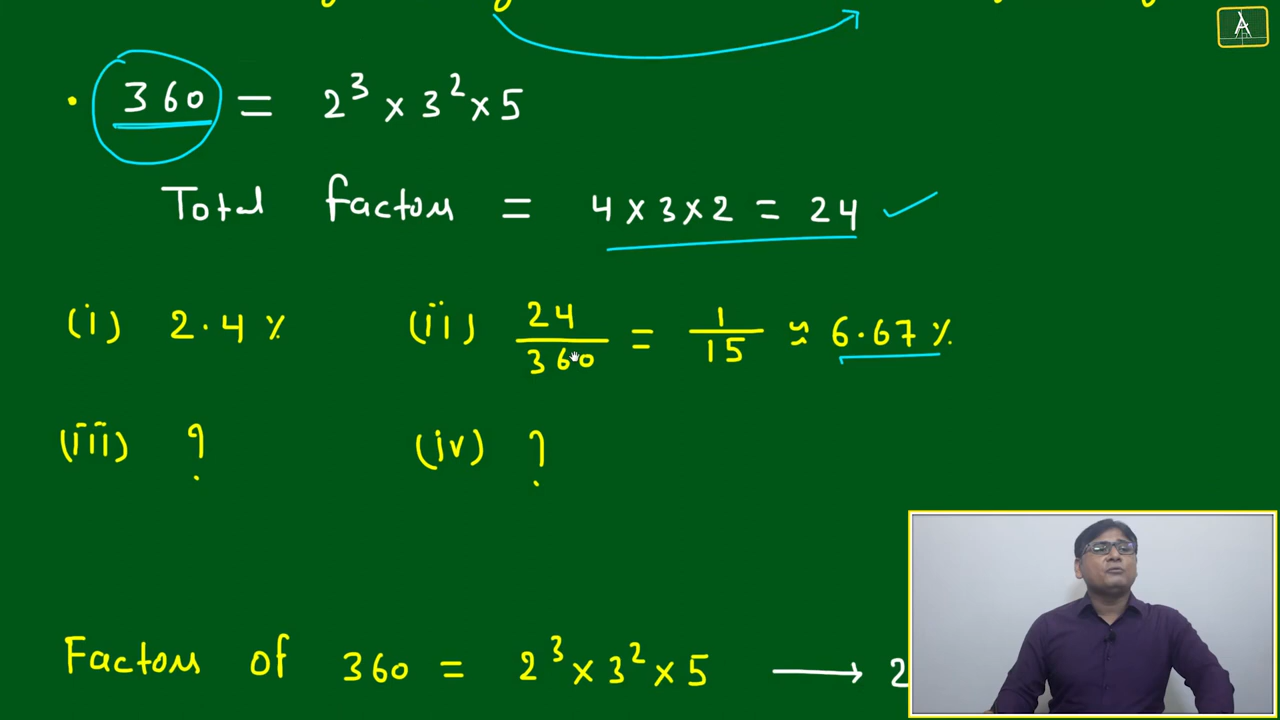 A
• 360 = 2³ × 3² × 5
Total factors = 4 × 3 × 2 = 24 ✓
(i) 2.4 % (ii) 24/360 = 1/15 ≈ 6.67 %
(iii) ? (iv) ?
Factors of 360 = 2³ × 3² × 5 ⟶ 2